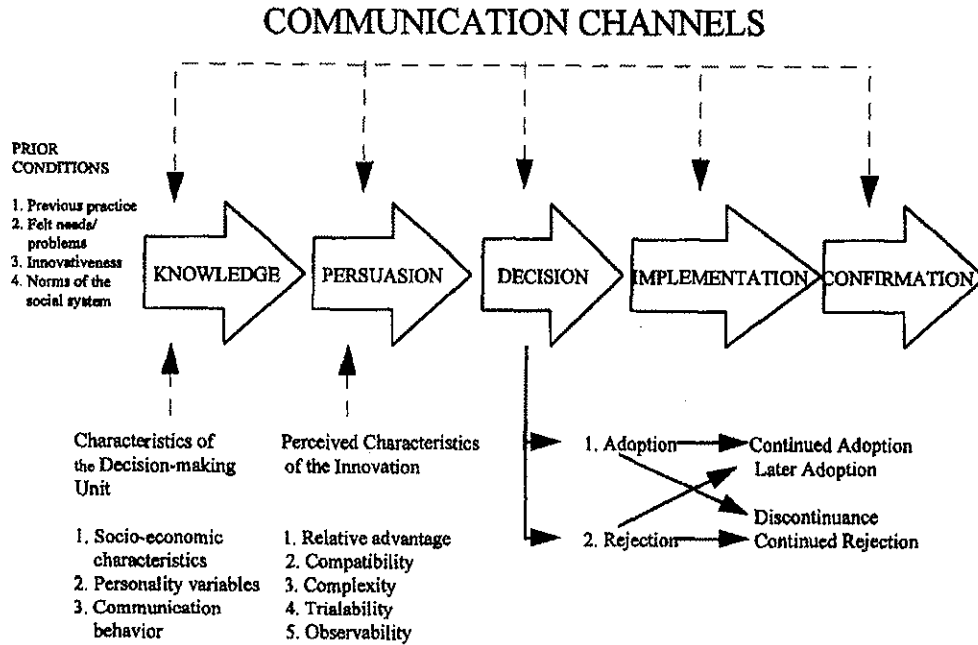 COMMUNICATION CHANNELS
PRIOR
CONDITIONS
1. Previous practice
2. Felt needs/
problems
3. Innovativeness
4. Norms of the
social system
KNOWLEDGE
PERSUASION
DECISION
IMPLEMENTATION
CONFIRMATION
Characteristics of
the Decision-making
Unit
1. Socio-economic
characteristics
2. Personality variables
3. Communication
behavior
Perceived Characteristics
of the Innovation
1. Relative advantage
2. Compatibility
3. Complexity
4. Trialability
5. Observability
1. Adoption
Continued Adoption
Later Adoption
Discontinuance
2. Rejection
Continued Rejection